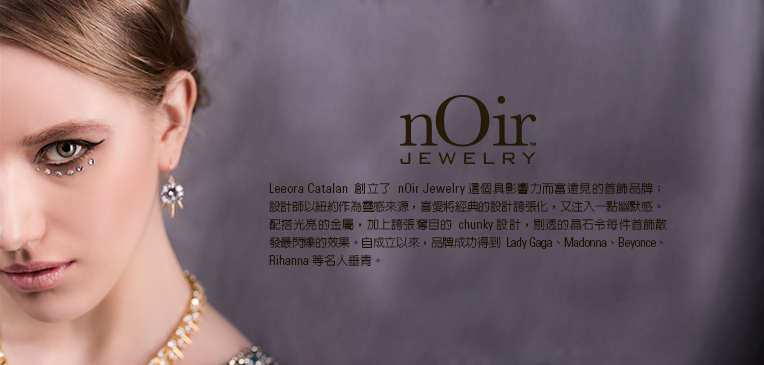 nOir™
JEWELRY
Leeora Catalan 創立了 nOir Jewelry 這個具影響力而富遠見的首飾品牌；
設計師以紐約作為靈感來源，喜愛將經典的設計誇張化，又注入一點幽默感。
配搭光亮的金屬，加上誇張奪目的 chunky 設計，剔透的晶石令每件首飾散
發最閃爍的效果。自成立以來，品牌成功得到 Lady Gaga、Madonna、Beyonce、
Rihanna 等名人垂青。